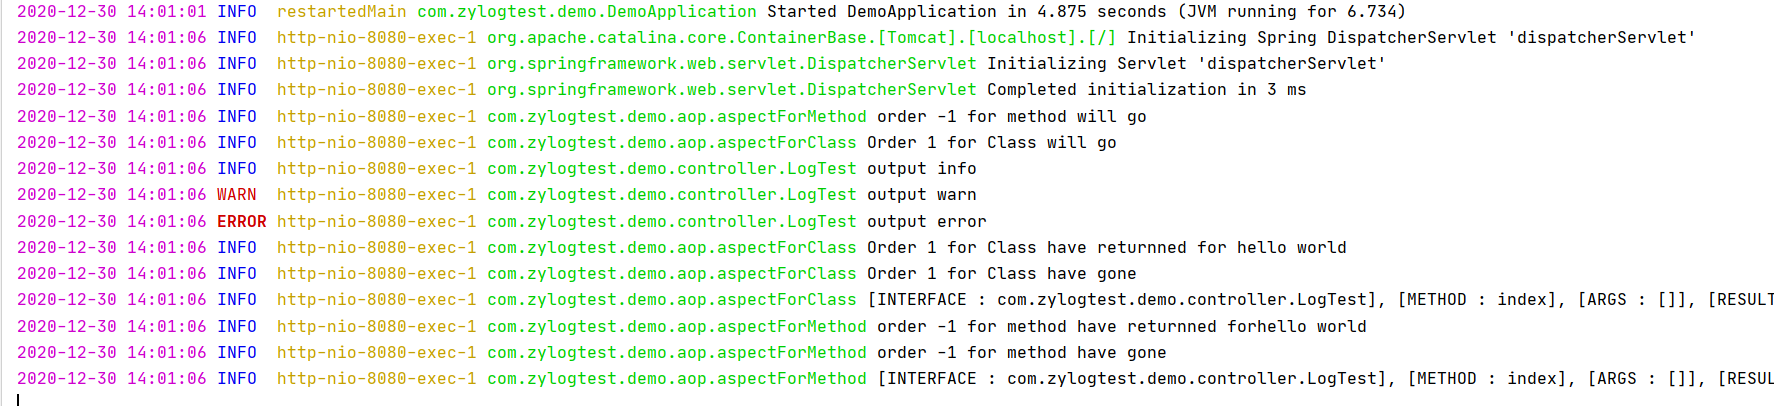 2020-12-30 14:01:01 INFO restartedMain com.zylogtest.demo.DemoApplication Started DemoApplication in 4.875 seconds (JVM running for 6.734)
2020-12-30 14:01:06 INFO http-nio-8080-exec-1 org.apache.catalina.core.ContainerBase.[Tomcat].[localhost].[/] Initializing Spring DispatcherServlet 'dispatcherServlet'
2020-12-30 14:01:06 INFO http-nio-8080-exec-1 org.springframework.web.servlet.DispatcherServlet Initializing Servlet 'dispatcherServlet'
2020-12-30 14:01:06 INFO http-nio-8080-exec-1 org.springframework.web.servlet.DispatcherServlet Completed initialization in 3 ms
2020-12-30 14:01:06 INFO http-nio-8080-exec-1 com.zylogtest.demo.aop.aspectForMethod order -1 for method will go
2020-12-30 14:01:06 INFO http-nio-8080-exec-1 com.zylogtest.demo.aop.aspectForClass Order 1 for Class will go
2020-12-30 14:01:06 INFO http-nio-8080-exec-1 com.zylogtest.demo.controller.LogTest output info
2020-12-30 14:01:06 WARN http-nio-8080-exec-1 com.zylogtest.demo.controller.LogTest output warn
2020-12-30 14:01:06 ERROR http-nio-8080-exec-1 com.zylogtest.demo.controller.LogTest output error
2020-12-30 14:01:06 INFO http-nio-8080-exec-1 com.zylogtest.demo.aop.aspectForClass Order 1 for Class have returnned for hello world
2020-12-30 14:01:06 INFO http-nio-8080-exec-1 com.zylogtest.demo.aop.aspectForClass Order 1 for Class have gone
2020-12-30 14:01:06 INFO http-nio-8080-exec-1 com.zylogtest.demo.aop.aspectForClass [INTERFACE : com.zylogtest.demo.controller.LogTest], [METHOD : index], [ARGS : []], [RESULT
2020-12-30 14:01:06 INFO http-nio-8080-exec-1 com.zylogtest.demo.aop.aspectForMethod order -1 for method have returnned forhello world
2020-12-30 14:01:06 INFO http-nio-8080-exec-1 com.zylogtest.demo.aop.aspectForMethod order -1 for method have gone
2020-12-30 14:01:06 INFO http-nio-8080-exec-1 com.zylogtest.demo.aop.aspectForMethod [INTERFACE : com.zylogtest.demo.controller.LogTest], [METHOD : index], [ARGS : []], [RESUL